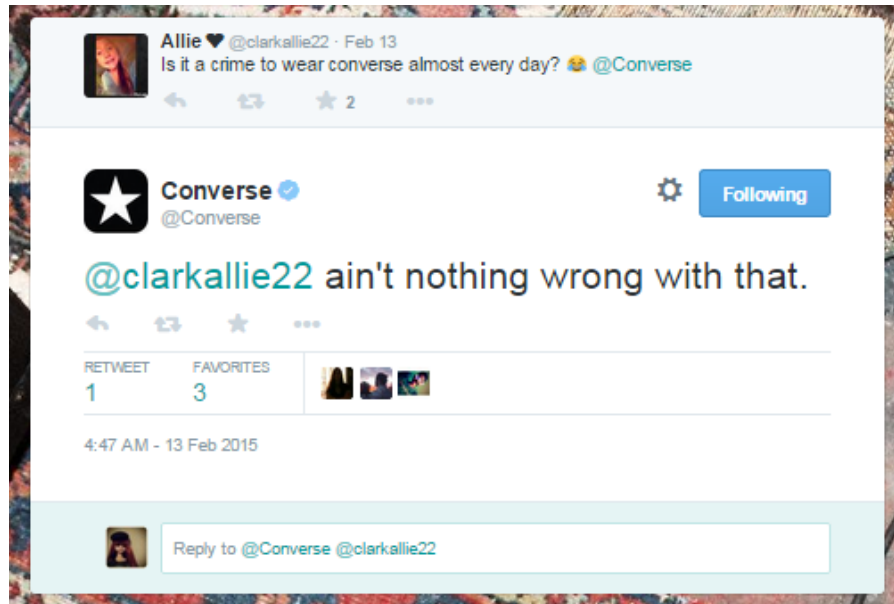 Allie 🖤 @clarkallie22 · Feb 13
Is it a crime to wear converse almost every day? 😂 @Converse
2
Converse
@Converse
Following
@clarkallie22 ain't nothing wrong with that.
RETWEET FAVORITES
1 3
4:47 AM - 13 Feb 2015
Reply to @Converse @clarkallie22